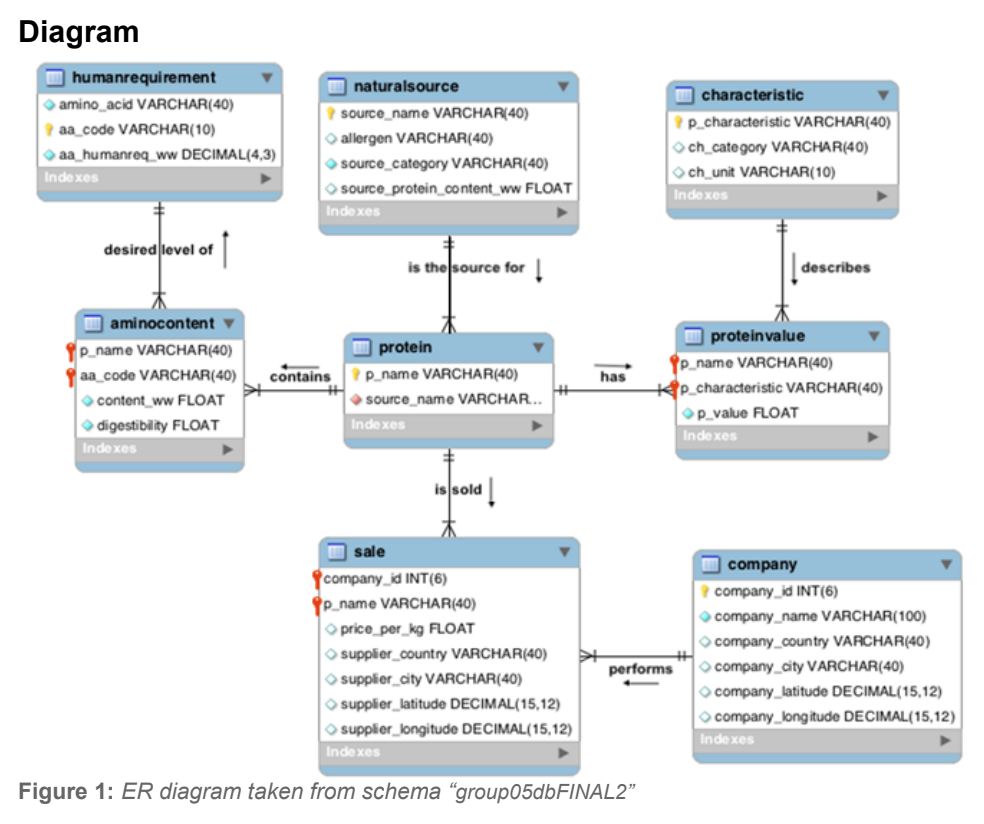 Diagram
humanrequirement
amino_acid VARCHAR(40)
aa_code VARCHAR(10)
aa_humanreq_ww DECIMAL(4,3)
Indexes
naturalsource
source_name VARCHAR(40)
allergen VARCHAR(40)
source_category VARCHAR(40)
source_protein_content_ww FLOAT
Indexes
characteristic
p_characteristic VARCHAR(40)
ch_category VARCHAR(40)
ch_unit VARCHAR(10)
Indexes
desired level of
is the source for
describes
aminocontent
p_name VARCHAR(40)
aa_code VARCHAR(40)
content_ww FLOAT
digestibility FLOAT
Indexes
contains
protein
p_name VARCHAR(40)
source_name VARCHAR...
Indexes
has
proteinvalue
p_name VARCHAR(40)
p_characteristic VARCHAR(40)
p_value FLOAT
Indexes
is sold
sale
company_id INT(6)
p_name VARCHAR(40)
price_per_kg FLOAT
supplier_country VARCHAR(40)
supplier_city VARCHAR(40)
supplier_latitude DECIMAL(15,12)
supplier_longitude DECIMAL(15,12)
Indexes
performs
company
company_id INT(6)
company_name VARCHAR(100)
company_country VARCHAR(40)
company_city VARCHAR(40)
company_latitude DECIMAL(15,12)
company_longitude DECIMAL(15,12)
Indexes
Figure 1: ER diagram taken from schema “group05dbFINAL2”